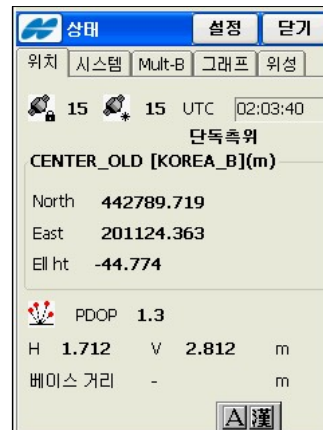 상태 설정 닫기
위치 시스템 Mult-B 그래프 위성
15 15 UTC 02:03:40
단독측위
CENTER_OLD [KOREA_B](m)
North 442789.719
East 201124.363
Ell ht -44.774
PDOP 1.3
H 1.712 V 2.812 m
베이스 거리 - m
A 漢